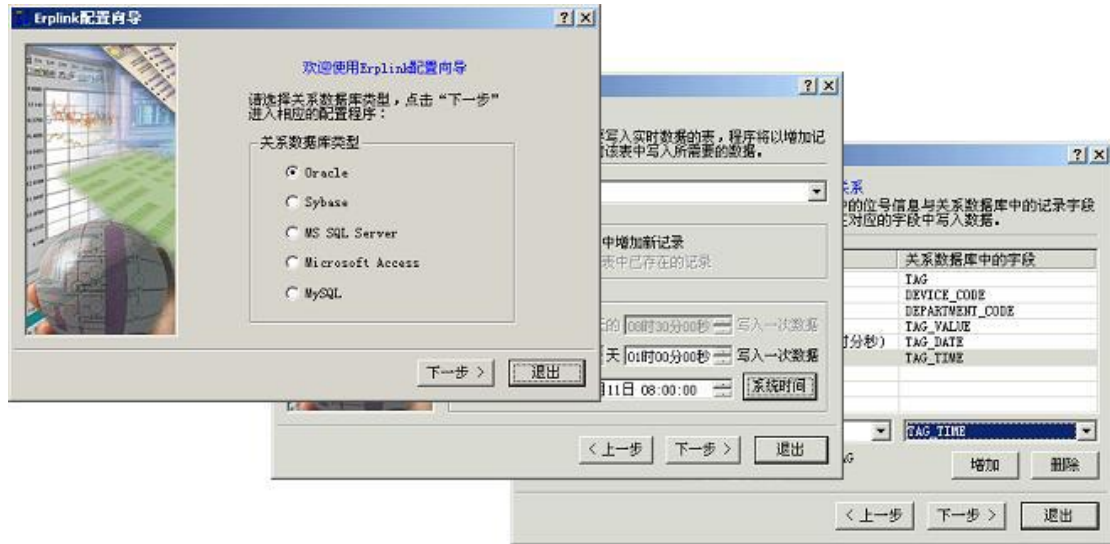 Erplink配置向导
欢迎使用Erplink配置向导
请选择关系数据库类型，点击“下一步”
进入相应的配置程序：
关系数据库类型
Oracle
Sybase
MS SQL Server
Microsoft Access
MySQL
下一步 >
退出
写入实时数据的表，程序将以增加记
该表中写入所需要的数据。
中增加新记录
表中已存在的记录
08时30分00秒 写入一次数据
天 01时00分00秒 写入一次数据
11日 08:00:00 系统时间
< 上一步
下一步 >
退出
关系
中的位号信息与关系数据库中的记录字段
对应的字段中写入数据。
关系数据库中的字段
TAG
DEVICE_CODE
DEPARTMENT_CODE
TAG_VALUE
时分秒) TAG_DATE
TAG_TIME
TAG_TIME
增加
删除
< 上一步
下一步 >
退出